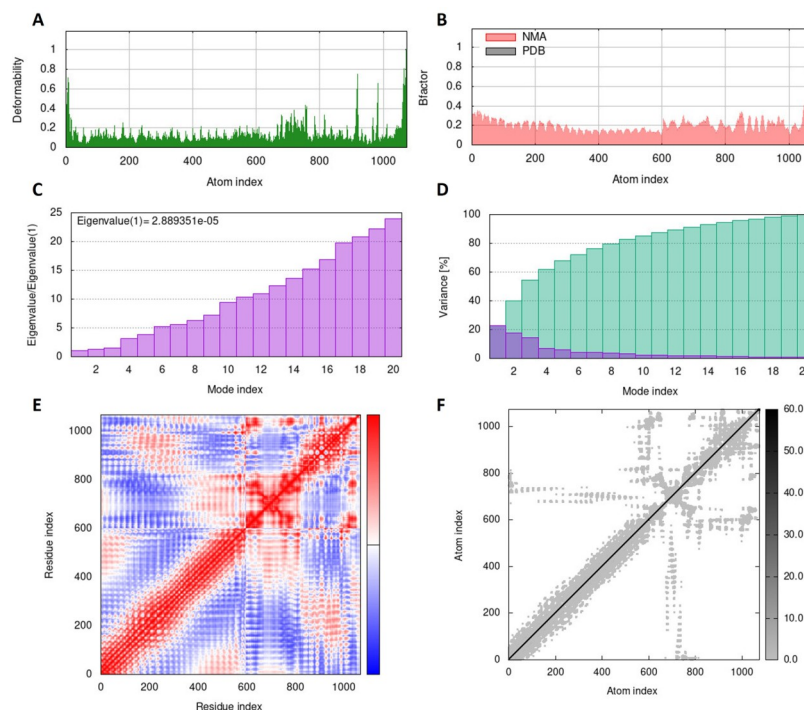 A
Deformability
1
0.8
0.6
0.4
0.2
0
0 200 400 600 800 1000
Atom index
B
NMA
PDB
Bfactor
1
0.8
0.6
0.4
0.2
0
0 200 400 600 800 1000
Atom index
C
Eigenvalue(1)= 2.889351e-05
Eigenvalue/Eigenvalue(1)
25
20
15
10
5
0
2 4 6 8 10 12 14 16 18 20
Mode index
D
Variance [%]
100
80
60
40
20
0
2 4 6 8 10 12 14 16 18 2
Mode index
E
Residue index
1000
800
600
400
200
0
0 200 400 600 800 1000
Residue index
F
Atom index
1000
800
600
400
200
0
0 200 400 600 800 1000
Atom index
60.0
50.0
40.0
30.0
20.0
10.0
0.0